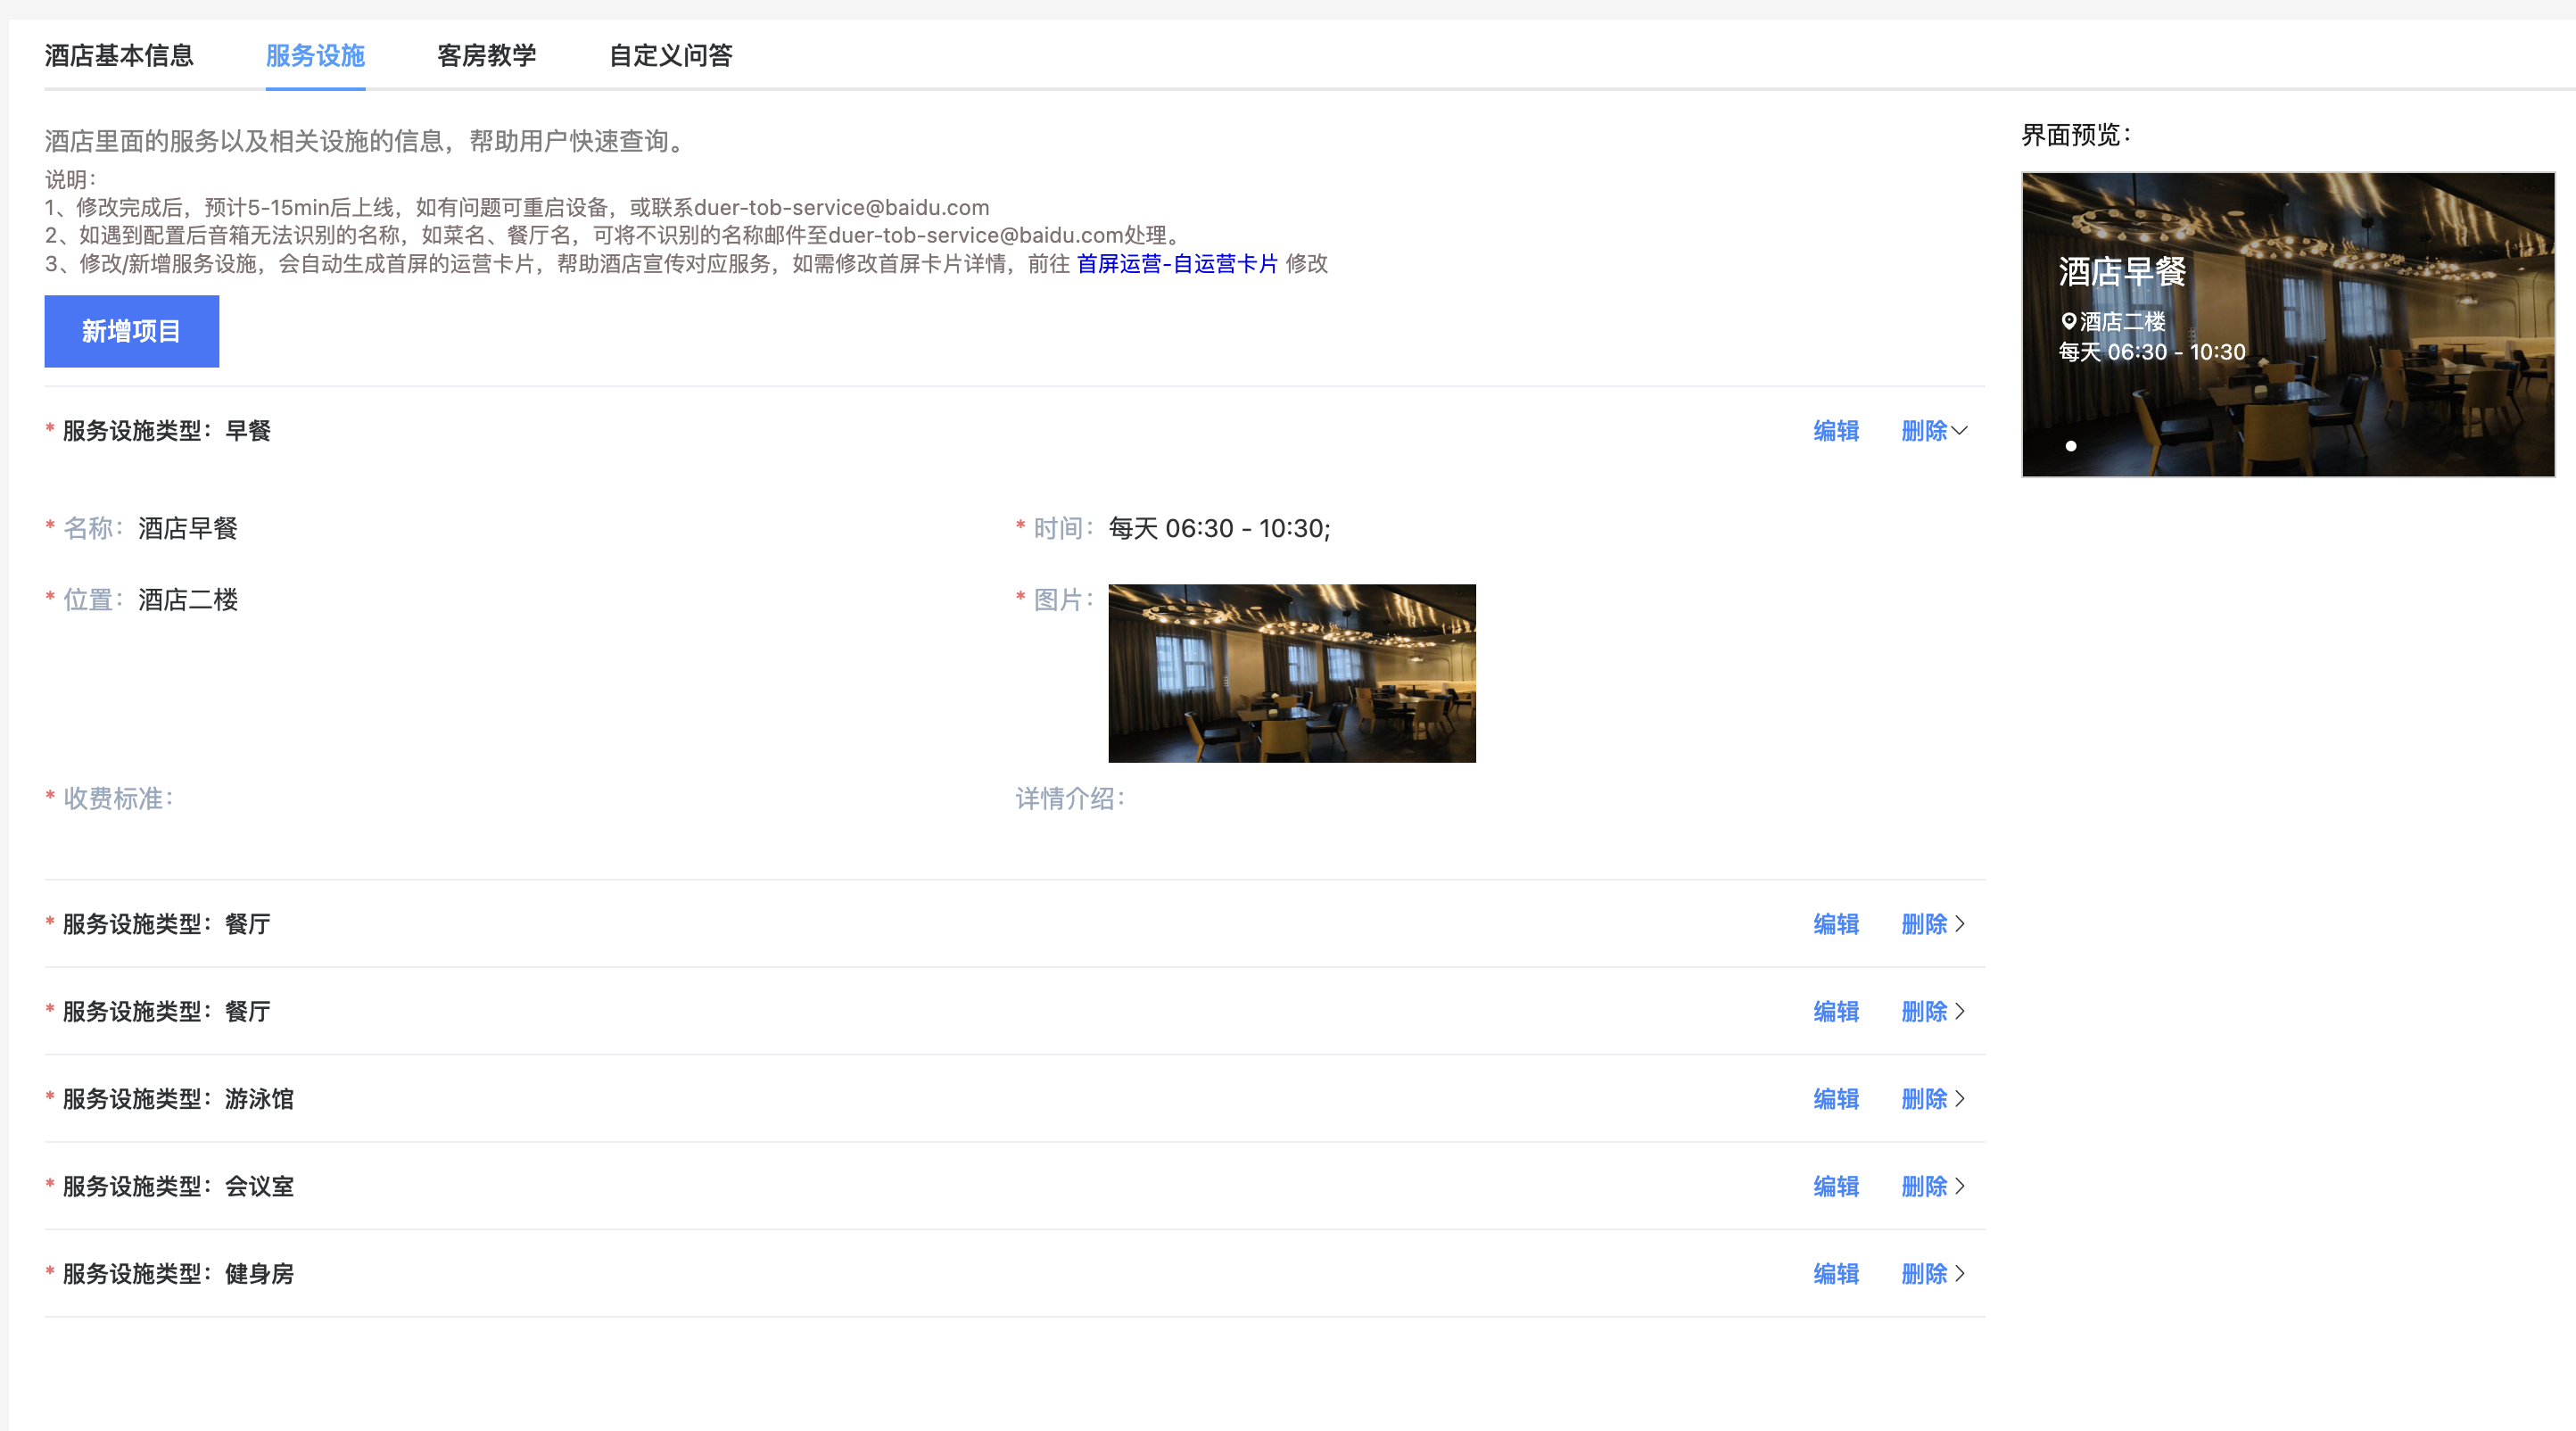 酒店基本信息 服务设施 客房教学 自定义问答
酒店里面的服务以及相关设施的信息，帮助用户快速查询。
说明：
1、修改完成后，预计5-15min后上线，如有问题可重启设备，或联系duer-tob-service@baidu.com
2、如遇到配置后音箱无法识别的名称，如菜名、餐厅名，可将不识别的名称邮件至duer-tob-service@baidu.com处理。
3、修改/新增服务设施，会自动生成首屏的运营卡片，帮助酒店宣传对应服务，如需修改首屏卡片详情，前往 首屏运营-自运营卡片 修改
新增项目
界面预览：
酒店早餐
酒店二楼
每天 06:30 - 10:30
* 服务设施类型：早餐 编辑 删除
* 名称： 酒店早餐 * 时间： 每天 06:30 - 10:30;
* 位置： 酒店二楼 * 图片：
* 收费标准： 详情介绍：
* 服务设施类型：餐厅 编辑 删除
* 服务设施类型：餐厅 编辑 删除
* 服务设施类型：游泳馆 编辑 删除
* 服务设施类型：会议室 编辑 删除
* 服务设施类型：健身房 编辑 删除